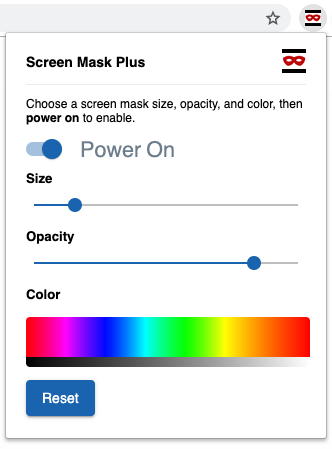 Screen Mask Plus
Choose a screen mask size, opacity, and color, then
power on to enable.
Power On
Size
Opacity
Color
Reset